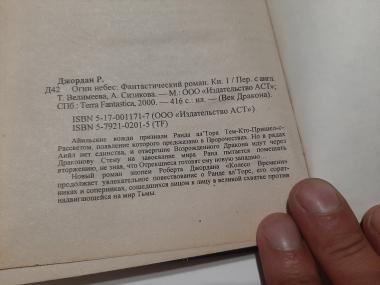 Джордан Р.
Д42 Огни небес: Фантастический роман. Кн. 1 / Пер. с англ.
Т. Велимеева, А. Сизикова. — М.: ООО «Издательство АСТ»;
СПб.: Terra Fantastica, 2000. — 416 с.: ил. — (Век Дракона).
ISBN 5-17-001171-7 (ООО «Издательство АСТ»)
ISBN 5-7921-0201-5 (TF)
Айильские вожди признали Ранда ал'Тора Тем-Кто-Пришел-с-
Рассветом, появление которого предсказано в Пророчествах. Но в рядах
Айил нет единства, и отвергшие Возрожденного Дракона идут через
Драконову Стену на завоевание мира. Ранд пытается помешать
вторжению, не зная, что Отрекшиеся готовят ему новую западню...
Новый роман эпопеи Роберта Джордана «Колесо Времени»
продолжает увлекательное повествование о Ранде ал'Торе, его сорат-
никах и соперниках, сошедшихся лицом к лицу в великой схватке против
надвигающейся на мир Тьмы.